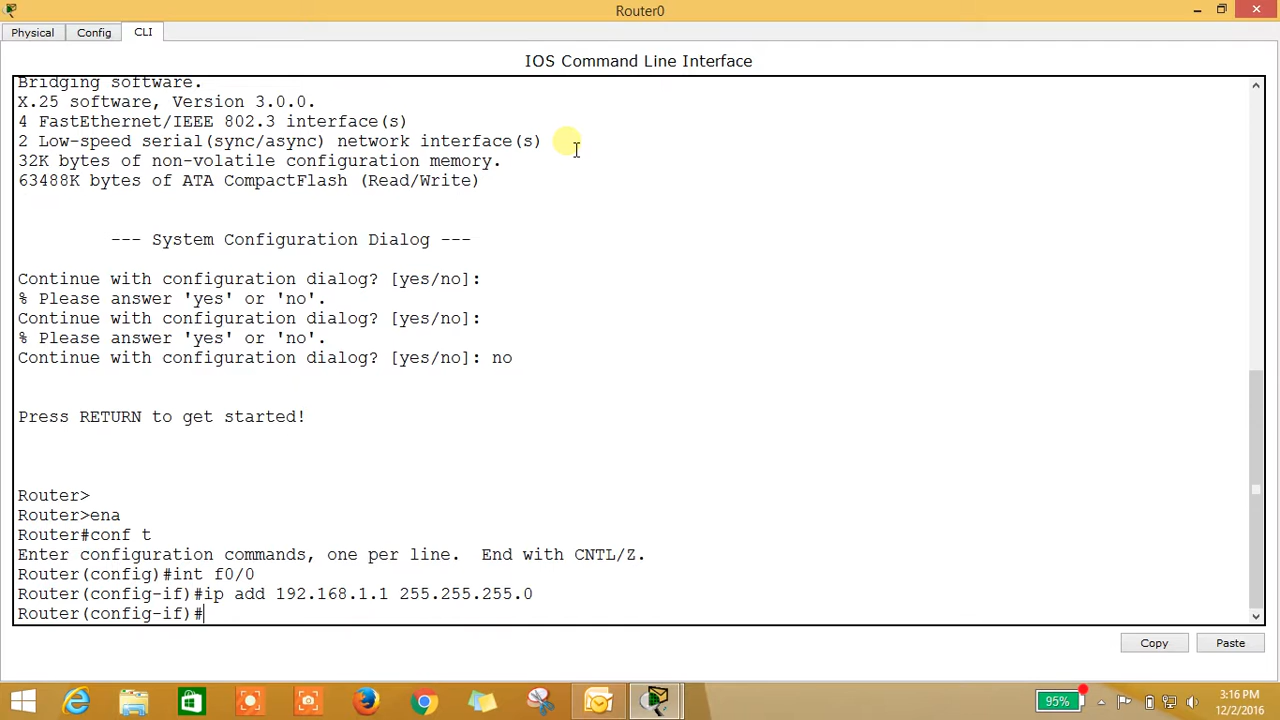 Router0
Physical
Config
CLI
IOS Command Line Interface
Bridging software.
X.25 software, Version 3.0.0.
4 FastEthernet/IEEE 802.3 interface(s)
2 Low-speed serial(sync/async) network interface(s)
32K bytes of non-volatile configuration memory.
63488K bytes of ATA CompactFlash (Read/Write)
--- System Configuration Dialog ---
Continue with configuration dialog? [yes/no]:
% Please answer 'yes' or 'no'.
Continue with configuration dialog? [yes/no]:
% Please answer 'yes' or 'no'.
Continue with configuration dialog? [yes/no]: no
Press RETURN to get started!
Router>
Router>ena
Router#conf t
Enter configuration commands, one per line.  End with CNTL/Z.
Router(config)#int f0/0
Router(config-if)#ip add 192.168.1.1 255.255.255.0
Router(config-if)#
Copy
Paste
95%
3:16 PM
12/2/2016